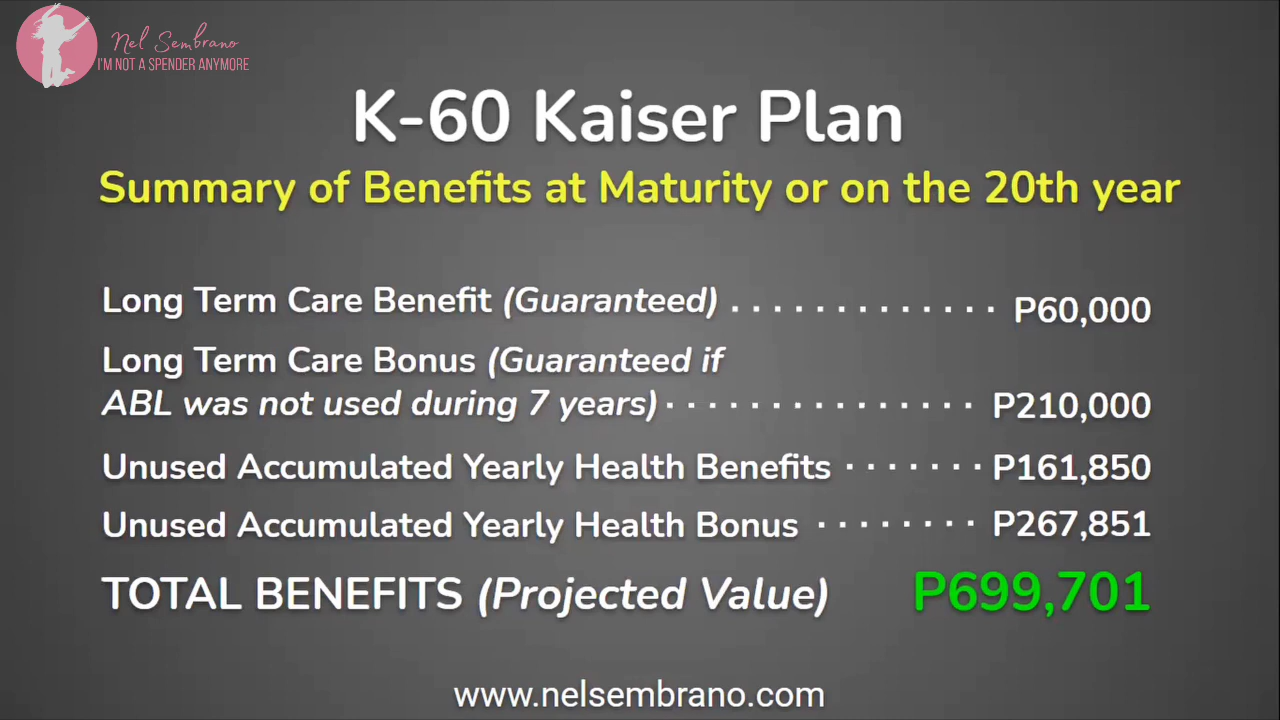 Nel Sembrano
I'M NOT A SPENDER ANYMORE
K-60 Kaiser Plan
Summary of Benefits at Maturity or on the 20th year
Long Term Care Benefit (Guaranteed) . . . . . . . . . . . . . P60,000
Long Term Care Bonus (Guaranteed if
ABL was not used during 7 years) . . . . . . . . . . . . . . . P210,000
Unused Accumulated Yearly Health Benefits . . . . . . . P161,850
Unused Accumulated Yearly Health Bonus . . . . . . . . P267,851
TOTAL BENEFITS (Projected Value) P699,701
www.nelsembrano.com